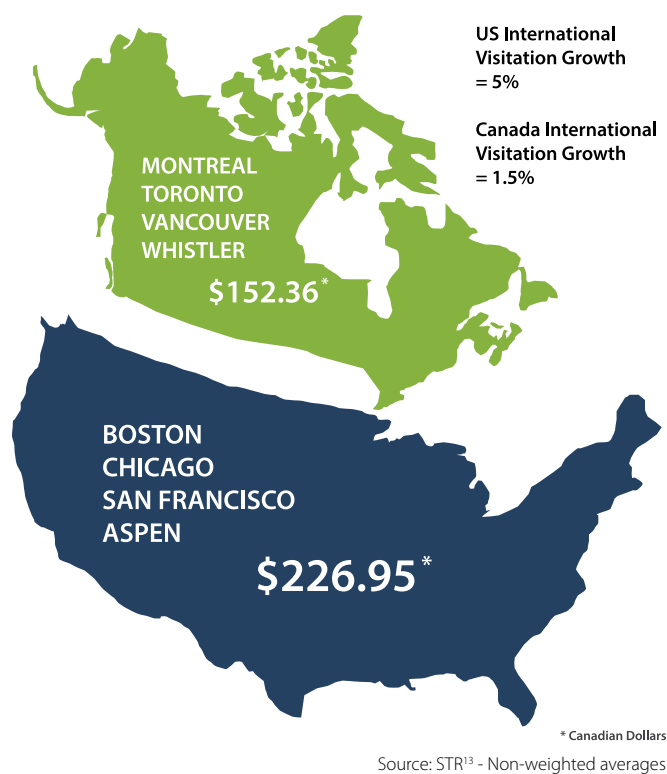 US International
Visitation Growth
= 5%
Canada International
Visitation Growth
= 1.5%
MONTREAL
TORONTO
VANCOUVER
WHISTLER
$152.36*
BOSTON
CHICAGO
SAN FRANCISCO
ASPEN
$226.95*
* Canadian Dollars
Source: STR¹³ - Non-weighted averages